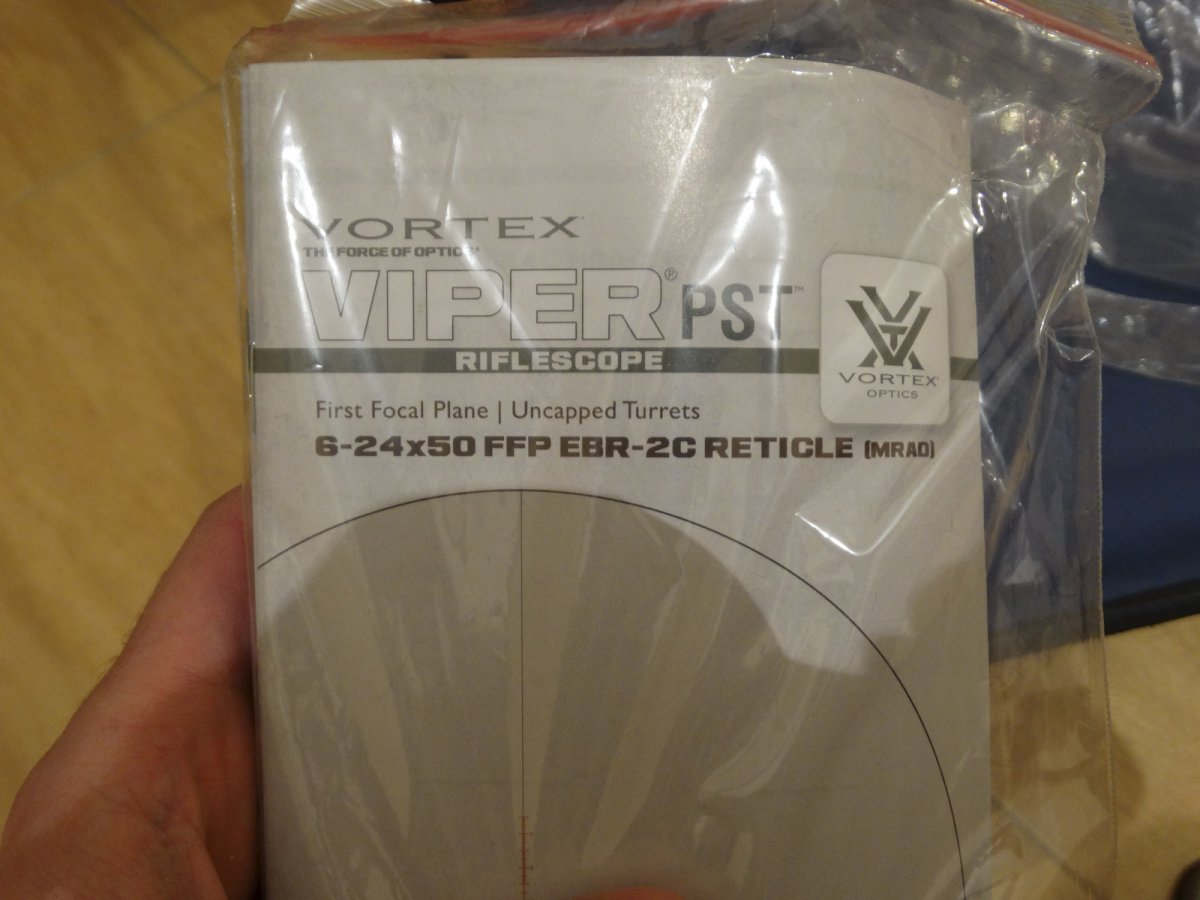 VORTEX
THE FORCE OF OPTICS®
VIPER® PST™
RIFLESCOPE
VORTEX®
OPTICS
First Focal Plane | Uncapped Turrets
6-24x50 FFP EBR-2C RETICLE (MRAD)